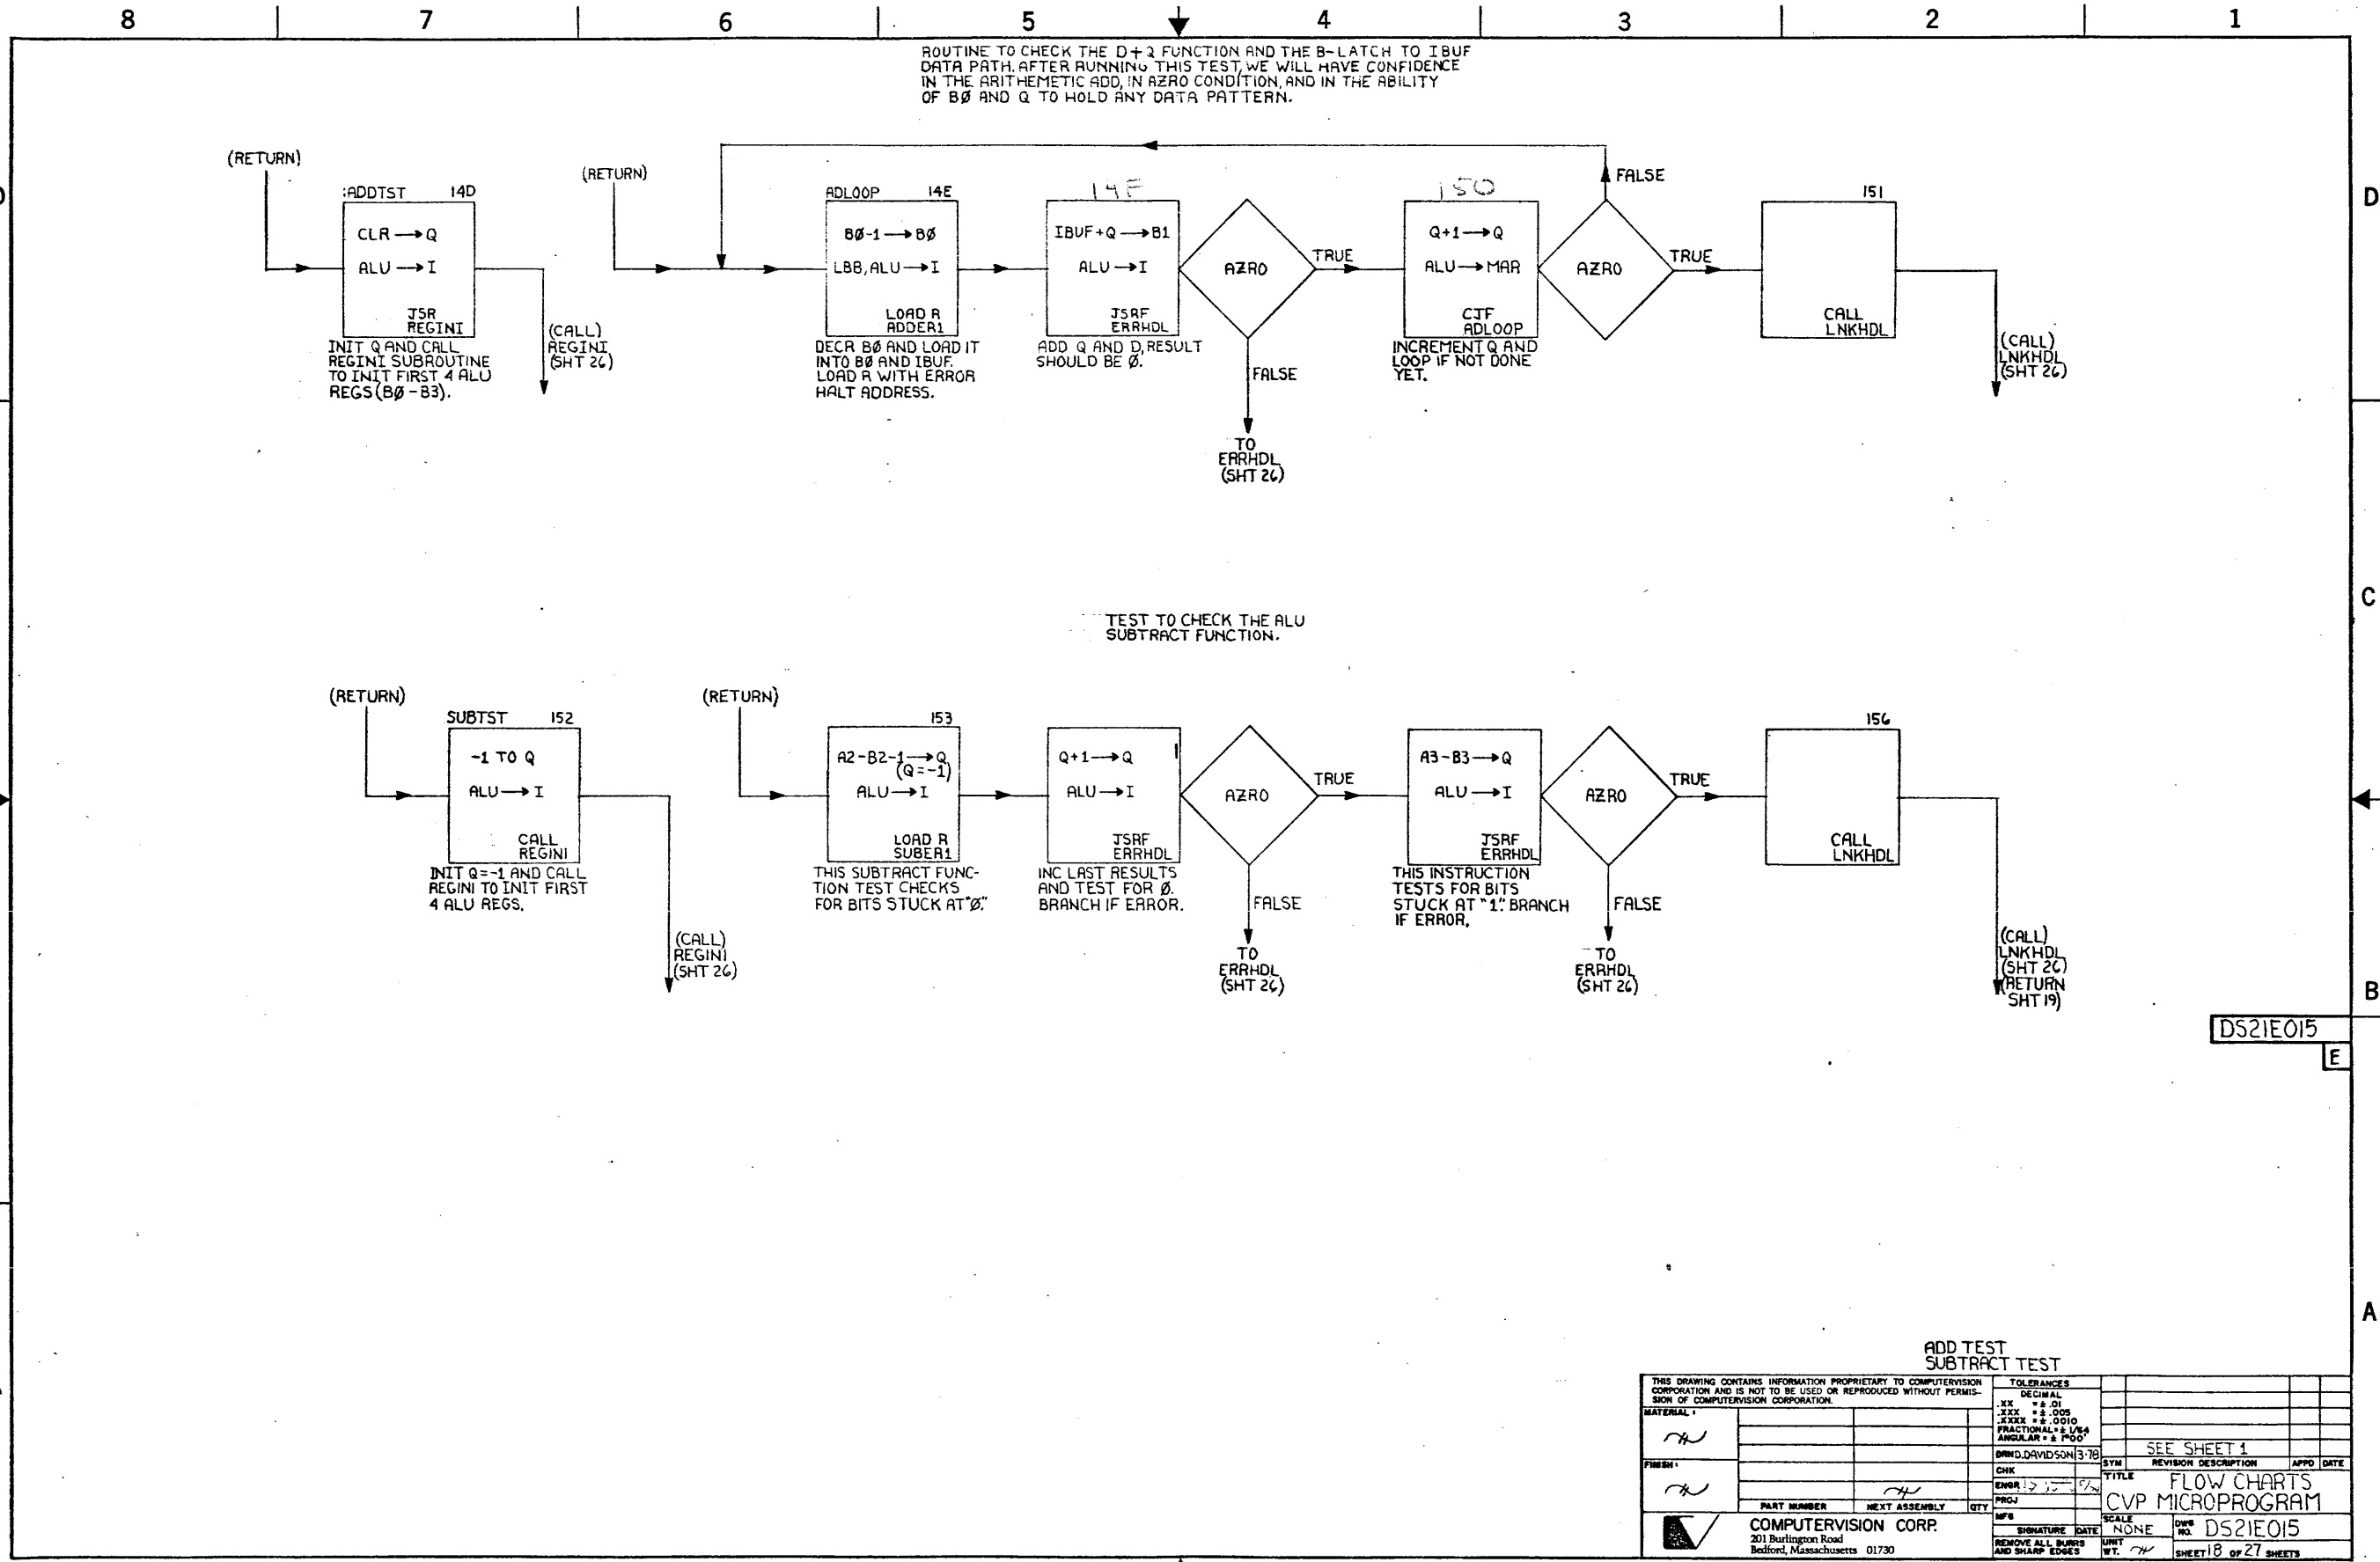 8 7 6 5 4 3 2 1
ROUTINE TO CHECK THE D+Q FUNCTION AND THE B-LATCH TO IBUF
DATA PATH. AFTER RUNNING THIS TEST, WE WILL HAVE CONFIDENCE
IN THE ARITHEMETIC ADD, IN AZRO CONDITION, AND IN THE ABILITY
OF BØ AND Q TO HOLD ANY DATA PATTERN.
(RETURN)
:ADDTST 14D
CLR → Q
ALU → I
JSR
REGINI
INIT Q AND CALL
REGINI SUBROUTINE
TO INIT FIRST 4 ALU
REGS (BØ-B3).
(CALL)
REGINI
(SHT 26)
(RETURN)
ADLOOP 14E
BØ-1 → BØ
LBB, ALU → I
LOAD R
ADDER1
DECR BØ AND LOAD IT
INTO BØ AND IBUF.
LOAD R WITH ERROR
HALT ADDRESS.
14F
IBUF+Q → B1
ALU → I
JSRF
ERRHDL
ADD Q AND D, RESULT
SHOULD BE Ø.
AZRO
TRUE
FALSE
TO
ERRHDL
(SHT 26)
150
Q+1 → Q
ALU → MAR
CJF
ADLOOP
INCREMENT Q AND
LOOP IF NOT DONE
YET.
AZRO
FALSE
TRUE
151
CALL
LNKHDL
(CALL)
LNKHDL
(SHT 26)
D
C
TEST TO CHECK THE ALU
SUBTRACT FUNCTION.
(RETURN)
SUBTST 152
-1 TO Q
ALU → I
CALL
REGINI
INIT Q=-1 AND CALL
REGINI TO INIT FIRST
4 ALU REGS.
(CALL)
REGINI
(SHT 26)
(RETURN)
153
A2-B2-1 → Q
(Q=-1)
ALU → I
LOAD R
SUBER1
THIS SUBTRACT FUNC-
TION TEST CHECKS
FOR BITS STUCK AT "Ø."
Q+1 → Q
ALU → I
JSRF
ERRHDL
INC LAST RESULTS
AND TEST FOR Ø.
BRANCH IF ERROR.
AZRO
TRUE
FALSE
TO
ERRHDL
(SHT 26)
A3-B3 → Q
ALU → I
JSRF
ERRHDL
THIS INSTRUCTION
TESTS FOR BITS
STUCK AT "1." BRANCH
IF ERROR.
AZRO
TRUE
FALSE
TO
ERRHDL
(SHT 26)
156
CALL
LNKHDL
(CALL)
LNKHDL
(SHT 26)
(RETURN
SHT 19)
B
DS21E015
E
A
ADD TEST
SUBTRACT TEST
THIS DRAWING CONTAINS INFORMATION PROPRIETARY TO COMPUTERVISION
CORPORATION AND IS NOT TO BE USED OR REPRODUCED WITHOUT PERMIS-
SION OF COMPUTERVISION CORPORATION.
MATERIAL:
FINISH:
PART NUMBER NEXT ASSEMBLY QTY
COMPUTERVISION CORP.
201 Burlington Road
Bedford, Massachusetts 01730
TOLERANCES
DECIMAL
.XX = ± .01
.XXX = ± .005
.XXXX = ± .0010
FRACTIONAL = ± 1/64
ANGULAR = ± 1°00'
DRN D.DAVIDSON 3-78
CHK
ENGR
PROJ
MFG
SIGNATURE DATE
REMOVE ALL BURRS
AND SHARP EDGES
SEE SHEET 1
SYM REVISION DESCRIPTION APPD DATE
TITLE FLOW CHARTS
CVP MICROPROGRAM
SCALE NONE
DWG NO. DS21E015
UNIT WT.
SHEET 18 OF 27 SHEETS